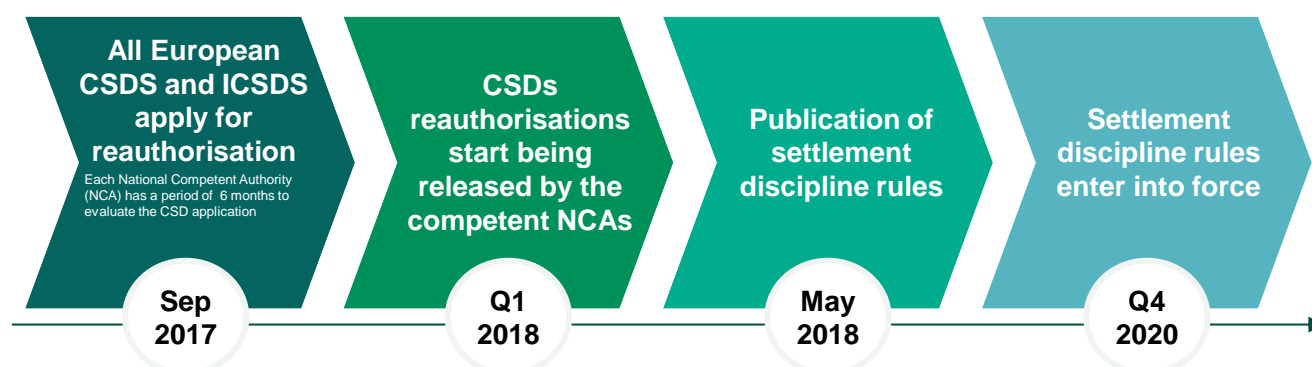 All European
CSDS and ICSDS
apply for
reauthorisation
Each National Competent Authority
(NCA) has a period of 6 months to
evaluate the CSD application
Sep
2017
CSDs
reauthorisations
start being
released by the
competent NCAs
Q1
2018
Publication of
settlement
discipline rules
May
2018
Settlement
discipline rules
enter into force
Q4
2020